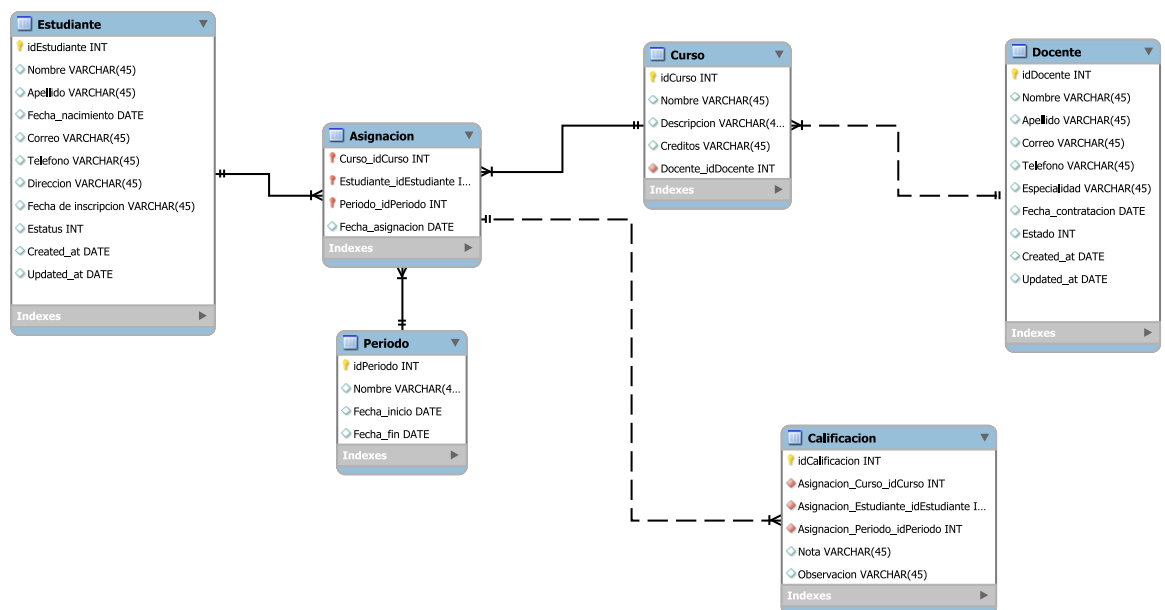 Estudiante
idEstudiante INT
Nombre VARCHAR(45)
Apellido VARCHAR(45)
Fecha_nacimiento DATE
Correo VARCHAR(45)
Telefono VARCHAR(45)
Direccion VARCHAR(45)
Fecha de inscripcion VARCHAR(45)
Estatus INT
Created_at DATE
Updated_at DATE
Indexes
Asignacion
Curso_idCurso INT
Estudiante_idEstudiante I...
Periodo_idPeriodo INT
Fecha_asignacion DATE
Indexes
Periodo
idPeriodo INT
Nombre VARCHAR(4...
Fecha_inicio DATE
Fecha_fin DATE
Indexes
Curso
idCurso INT
Nombre VARCHAR(45)
Descripcion VARCHAR(4...
Creditos VARCHAR(45)
Docente_idDocente INT
Indexes
Docente
idDocente INT
Nombre VARCHAR(45)
Apellido VARCHAR(45)
Correo VARCHAR(45)
Telefono VARCHAR(45)
Especialidad VARCHAR(45)
Fecha_contratacion DATE
Estado INT
Created_at DATE
Updated_at DATE
Indexes
Calificacion
idCalificacion INT
Asignacion_Curso_idCurso INT
Asignacion_Estudiante_idEstudiante I...
Asignacion_Periodo_idPeriodo INT
Nota VARCHAR(45)
Observacion VARCHAR(45)
Indexes